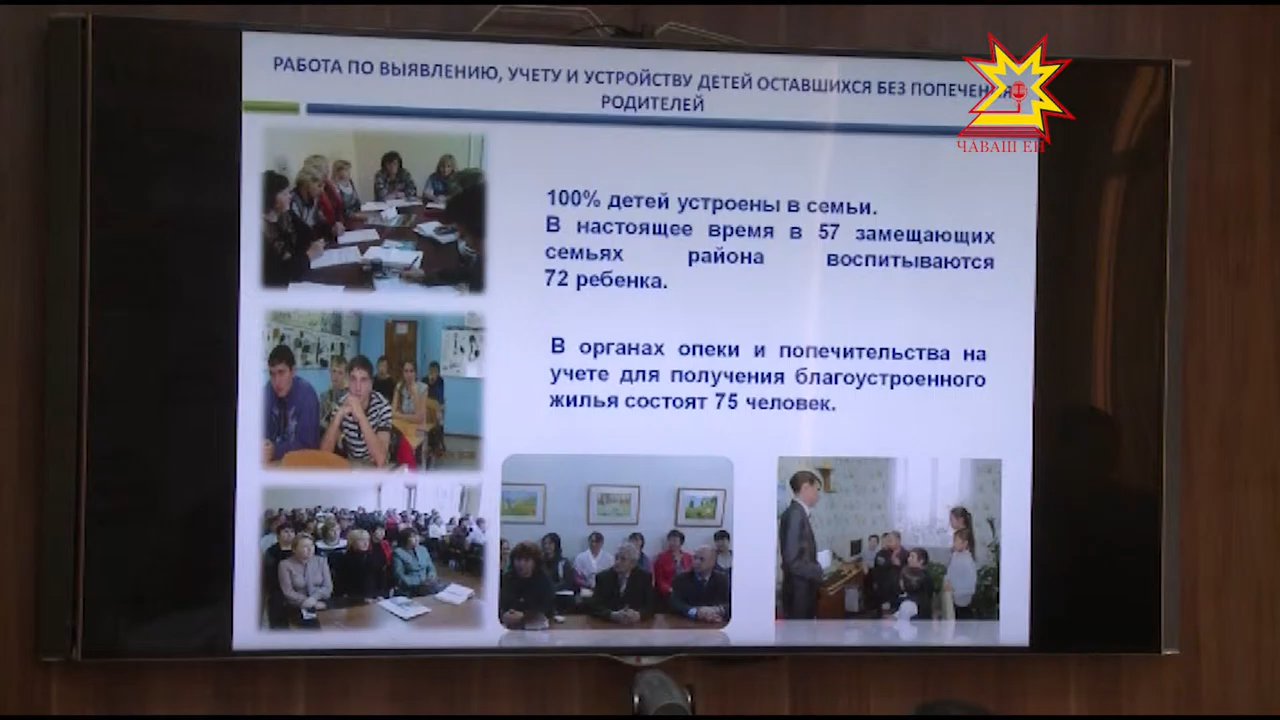 РАБОТА ПО ВЫЯВЛЕНИЮ, УЧЕТУ И УСТРОЙСТВУ ДЕТЕЙ ОСТАВШИХСЯ БЕЗ ПОПЕЧЕНИЯ
РОДИТЕЛЕЙ
ЧӐВАШ ЕН
100% детей устроены в семьи.
В настоящее время в 57 замещающих
семьях района воспитываются
72 ребенка.
В органах опеки и попечительства на
учете для получения благоустроенного
жилья состоят 75 человек.